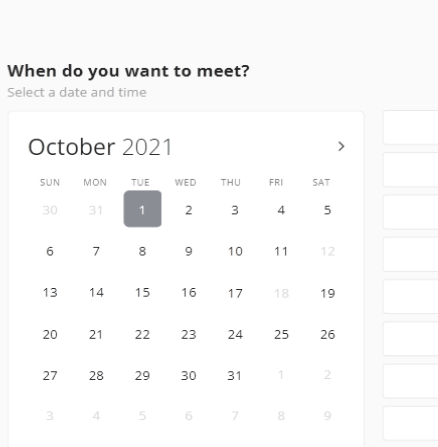 When do you want to meet?
Select a date and time
October 2021
SUN MON TUE WED THU FRI SAT
30 31 1 2 3 4 5
6 7 8 9 10 11 12
13 14 15 16 17 18 19
20 21 22 23 24 25 26
27 28 29 30 31 1 2
3 4 5 6 7 8 9